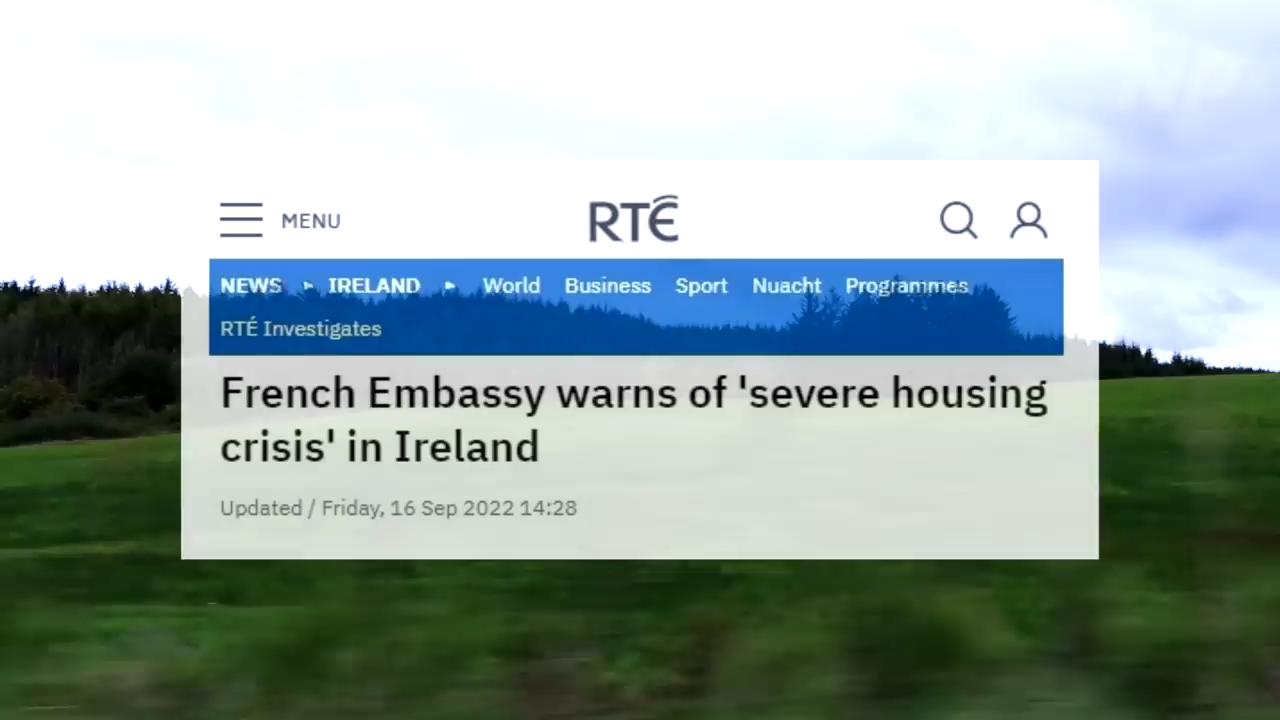 MENU
RTÉ
NEWS ▸ IRELAND ▸ World Business Sport Nuacht Programmes
RTÉ Investigates
French Embassy warns of 'severe housing
crisis' in Ireland
Updated / Friday, 16 Sep 2022 14:28